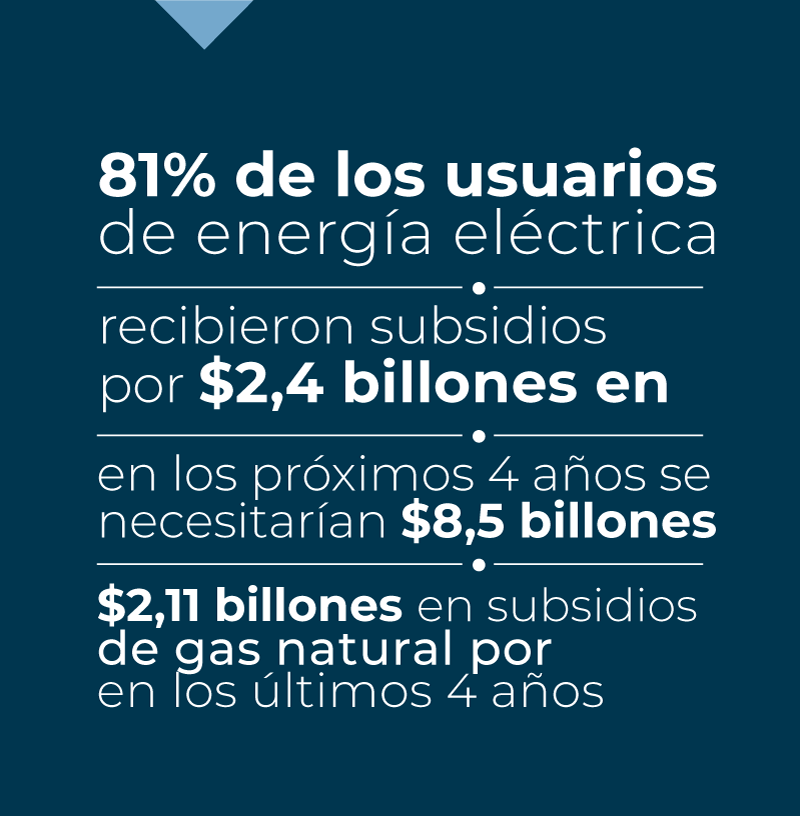 81% de los usuarios
de energía eléctrica
recibieron subsidios
por $2,4 billones en
en los próximos 4 años se
necesitarían $8,5 billones
$2,11 billones en subsidios
de gas natural por
en los últimos 4 años